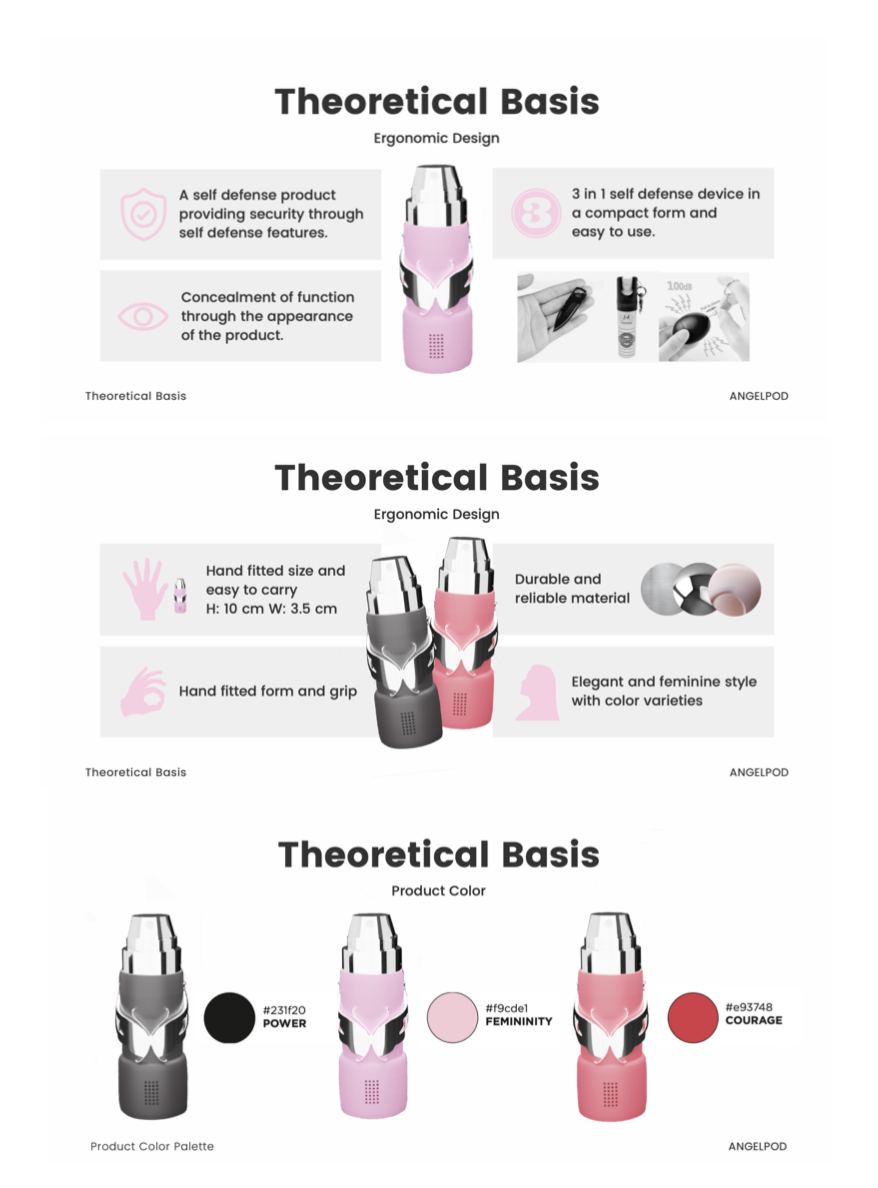 Theoretical Basis
Ergonomic Design
A self defense product
providing security through
self defense features.
3
3 in 1 self defense device in
a compact form and
easy to use.
Concealment of function
through the appearance
of the product.
100dB
Theoretical Basis
ANGELPOD
Theoretical Basis
Ergonomic Design
Hand fitted size and
easy to carry
H: 10 cm W: 3.5 cm
Durable and
reliable material
Hand fitted form and grip
Elegant and feminine style
with color varieties
Theoretical Basis
ANGELPOD
Theoretical Basis
Product Color
#231f20
POWER
#f9cde1
FEMININITY
#e93748
COURAGE
Product Color Palette
ANGELPOD